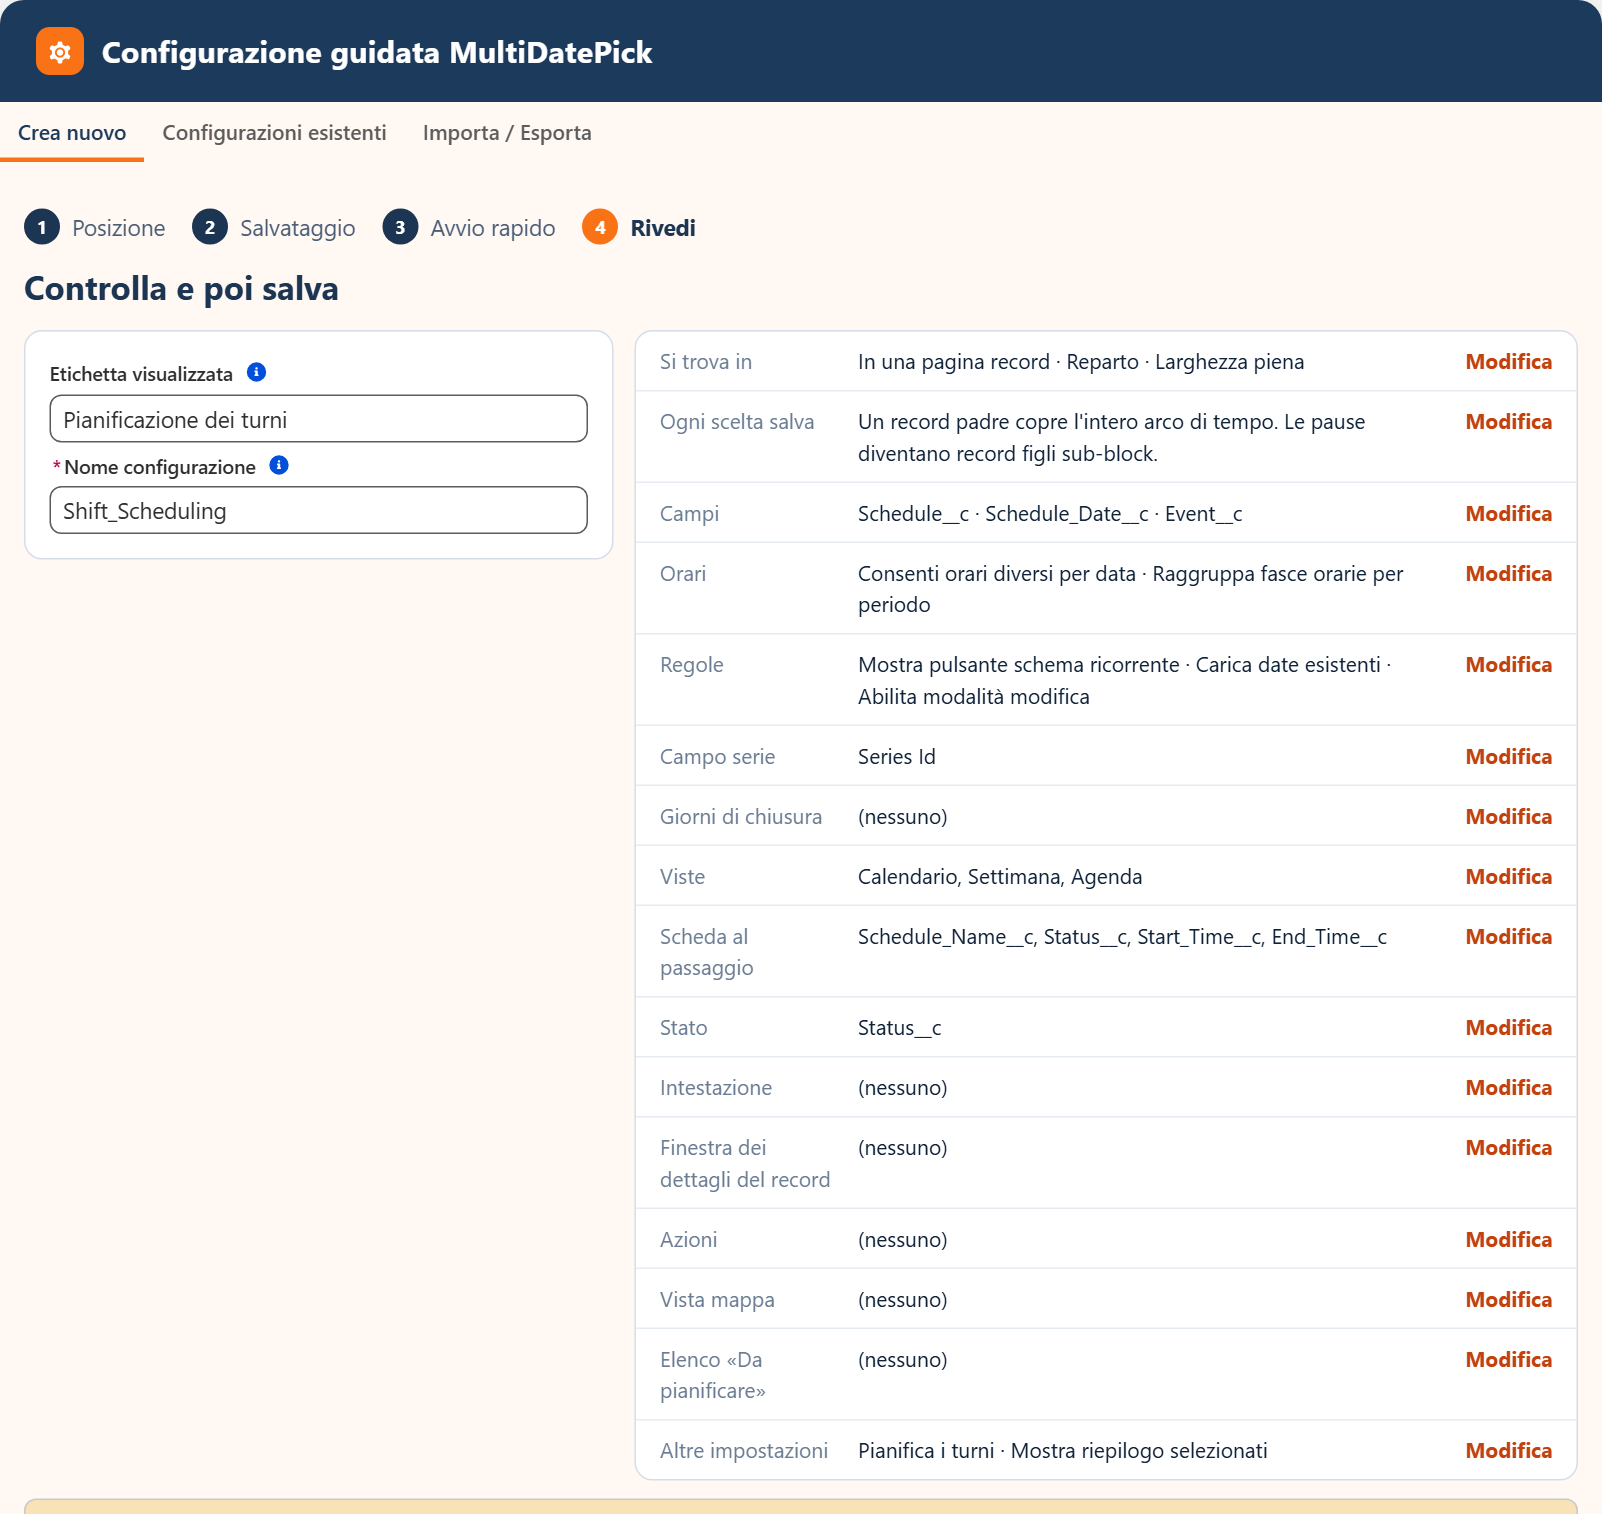 Configurazione guidata MultiDatePick
Crea nuovo
Configurazioni esistenti
Importa / Esporta
1 Posizione
2 Salvataggio
3 Avvio rapido
4 Rivedi
Controlla e poi salva
Etichetta visualizzata
Pianificazione dei turni
*Nome configurazione
Shift_Scheduling
Si trova in
In una pagina record · Reparto · Larghezza piena
Modifica
Ogni scelta salva
Un record padre copre l'intero arco di tempo. Le pause
diventano record figli sub-block.
Modifica
Campi
Schedule__c · Schedule_Date__c · Event__c
Modifica
Orari
Consenti orari diversi per data · Raggruppa fasce orarie per
periodo
Modifica
Regole
Mostra pulsante schema ricorrente · Carica date esistenti ·
Abilita modalità modifica
Modifica
Campo serie
Series Id
Modifica
Giorni di chiusura
(nessuno)
Modifica
Viste
Calendario, Settimana, Agenda
Modifica
Scheda al
passaggio
Schedule_Name__c, Status__c, Start_Time__c, End_Time__c
Modifica
Stato
Status__c
Modifica
Intestazione
(nessuno)
Modifica
Finestra dei
dettagli del record
(nessuno)
Modifica
Azioni
(nessuno)
Modifica
Vista mappa
(nessuno)
Modifica
Elenco «Da
pianificare»
(nessuno)
Modifica
Altre impostazioni
Pianifica i turni · Mostra riepilogo selezionati
Modifica